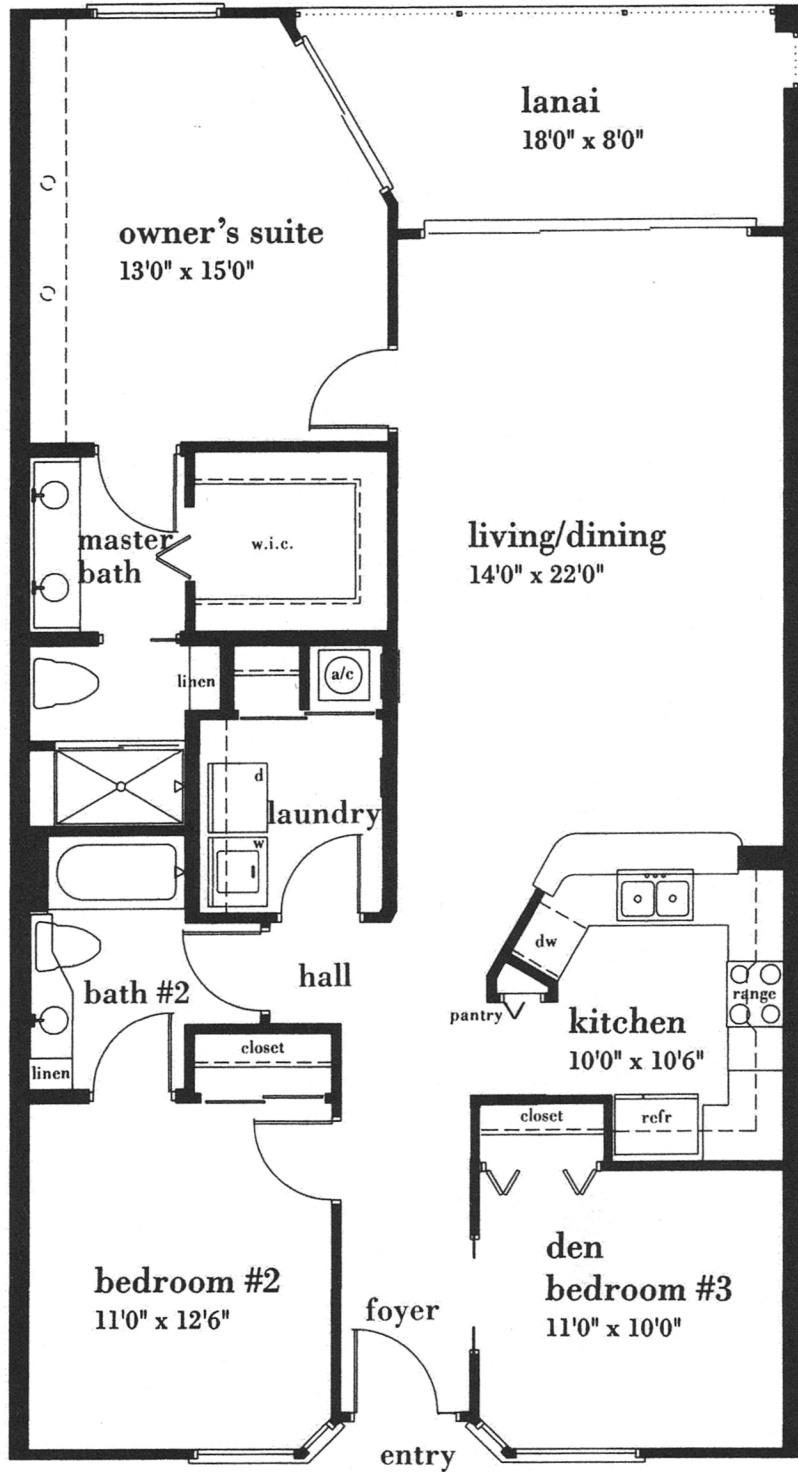 lanai
18'0" x 8'0"
owner's suite
13'0" x 15'0"
living/dining
14'0" x 22'0"
master
bath
w.i.c.
linen
a/c
d
laundry
w
dw
hall
bath #2
pantry
range
kitchen
10'0" x 10'6"
closet
linen
closet
refr
den
bedroom #3
11'0" x 10'0"
bedroom #2
11'0" x 12'6"
foyer
entry